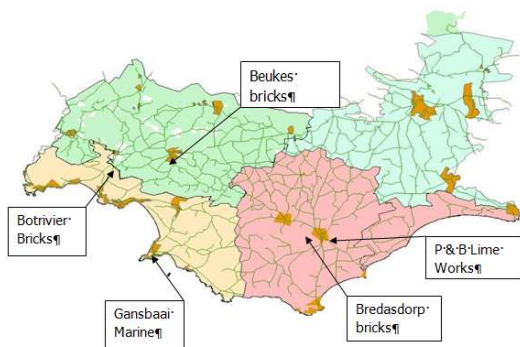 Beukes·
bricks¶
Botrivier·
Bricks¶
Gansbaai·
Marine¶
Bredasdorp·
bricks¶
P·&·B·Lime·
Works¶